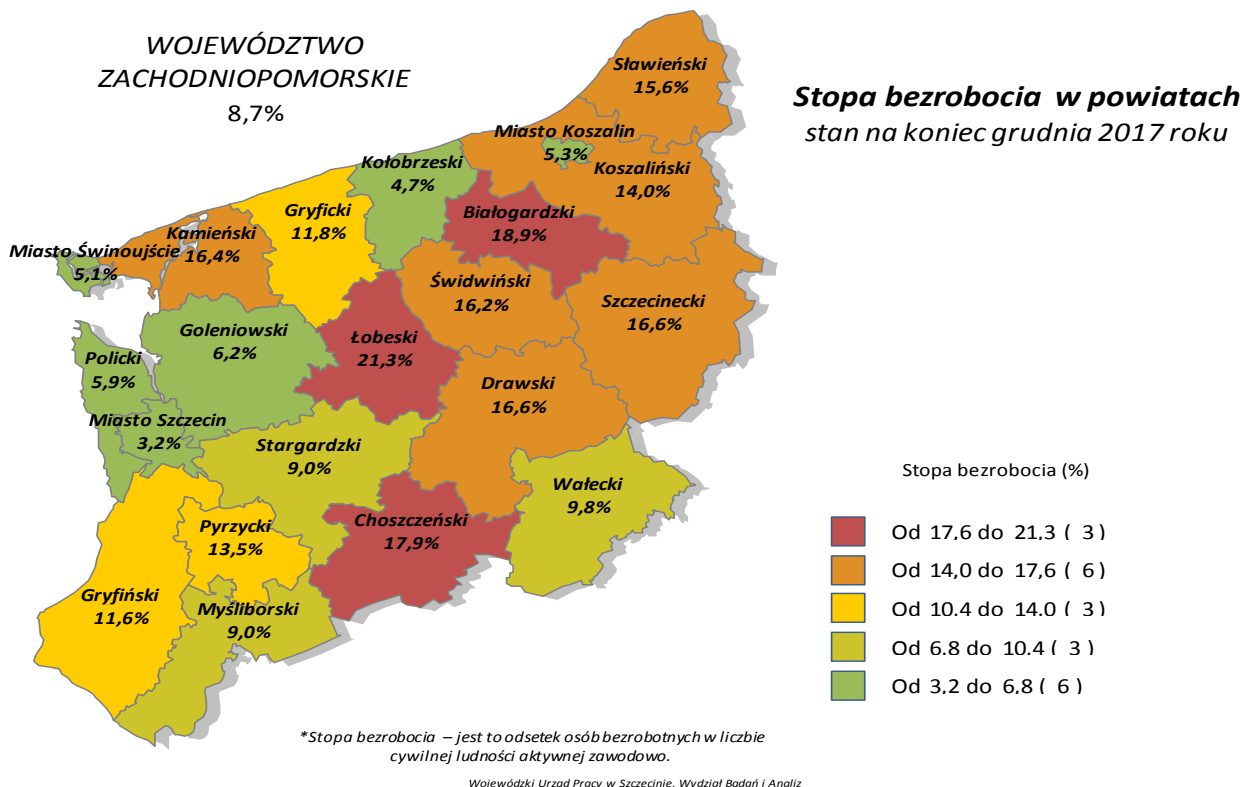 WOJEWÓDZTWO
ZACHODNIOPOMORSKIE
8,7%
Stopa bezrobocia w powiatach
stan na koniec grudnia 2017 roku
Sławieński
15,6%
Miasto Koszalin
5,3%
Koszaliński
14,0%
Kołobrzeski
4,7%
Białogardzki
18,9%
Gryficki
11,8%
Kamieński
16,4%
Miasto Świnoujście
5,1%
Świdwiński
16,2%
Szczecinecki
16,6%
Goleniowski
6,2%
Łobeski
21,3%
Policki
5,9%
Drawski
16,6%
Miasto Szczecin
3,2%
Stargardzki
9,0%
Wałecki
9,8%
Choszczeński
17,9%
Pyrzycki
13,5%
Gryfiński
11,6%
Myśliborski
9,0%
Stopa bezrobocia (%)
Od 17,6 do 21,3 ( 3)
Od 14,0 do 17,6 ( 6)
Od 10.4 do 14.0 ( 3)
Od 6.8 do 10.4 ( 3)
Od 3,2 do 6,8 ( 6)
*Stopa bezrobocia – jest to odsetek osób bezrobotnych w liczbie
cywilnej ludności aktywnej zawodowo.
Wojewódzki Urząd Pracy w Szczecinie, Wydział Badań i Analiz